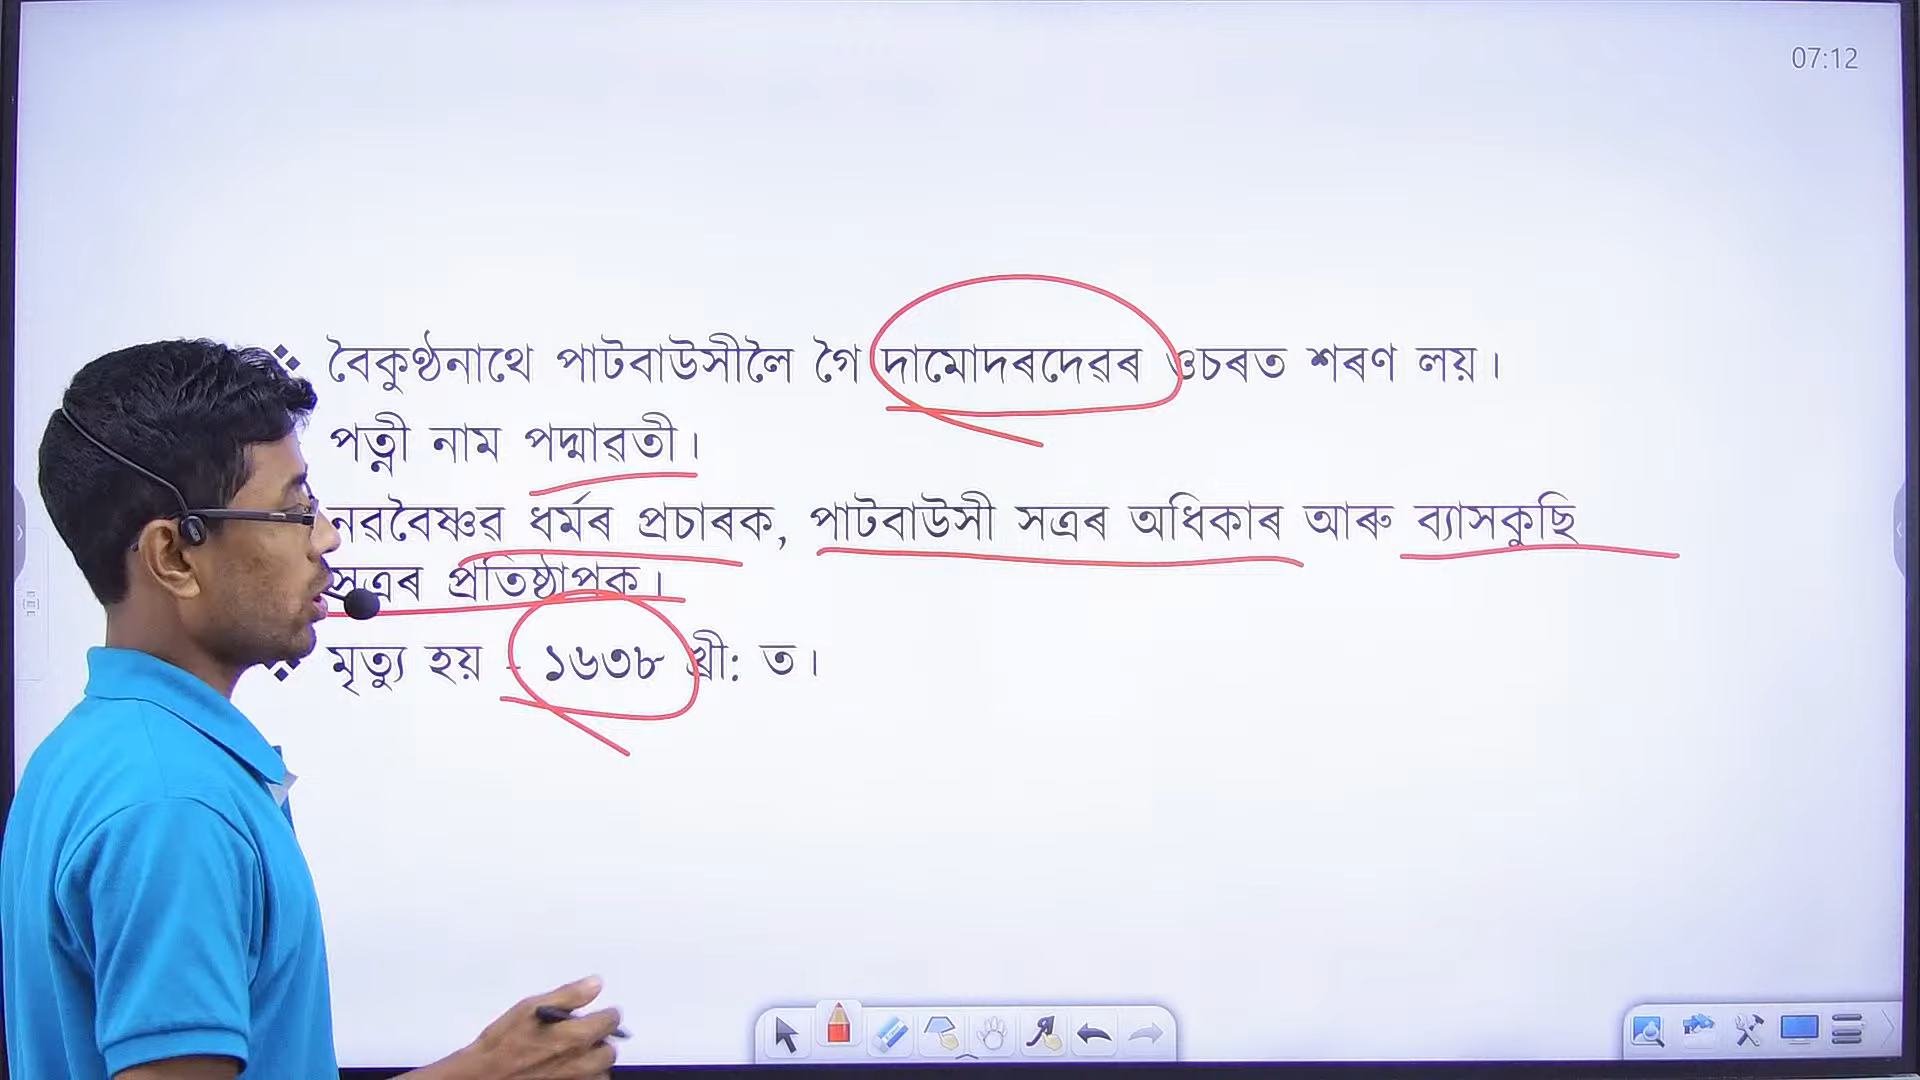 07:12
বৈকুণ্ঠনাথে পাটবাউসীলৈ গৈ দামোদৰদেৱৰ ওচৰত শৰণ লয়।
পত্নী নাম পদ্মাৱতী।
নৱবৈষ্ণৱ ধৰ্মৰ প্ৰচাৰক, পাটবাউসী সত্ৰৰ অধিকাৰ আৰু ব্যাসকুছি
সত্ৰৰ প্ৰতিষ্ঠাপক।
মৃত্যু হয় - ১৬৩৮ খ্ৰী: ত।